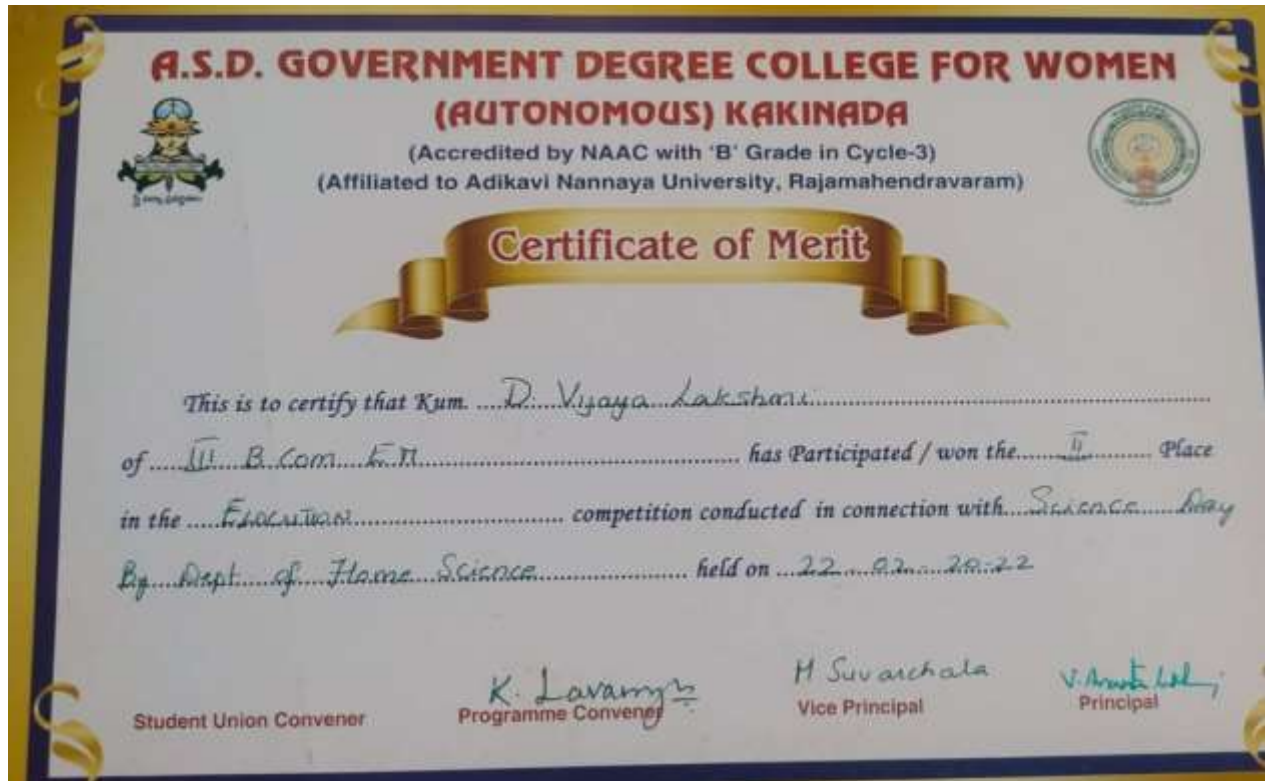 A.S.D. GOVERNMENT DEGREE COLLEGE FOR WOMEN
(AUTONOMOUS) KAKINADA
(Accredited by NAAC with 'B' Grade in Cycle-3)
(Affiliated to Adikavi Nannaya University, Rajamahendravaram)
Certificate of Merit
This is to certify that Kum. D. Vijaya Lakshmi
of III B.Com E.M has Participated / won the II Place
in the ELOCUTION competition conducted in connection with Science Day
By Dept of Home Science held on 22.02.2022
K. Lavanya M Suvarchala V.
Student Union Convener Programme Convener Vice Principal Principal